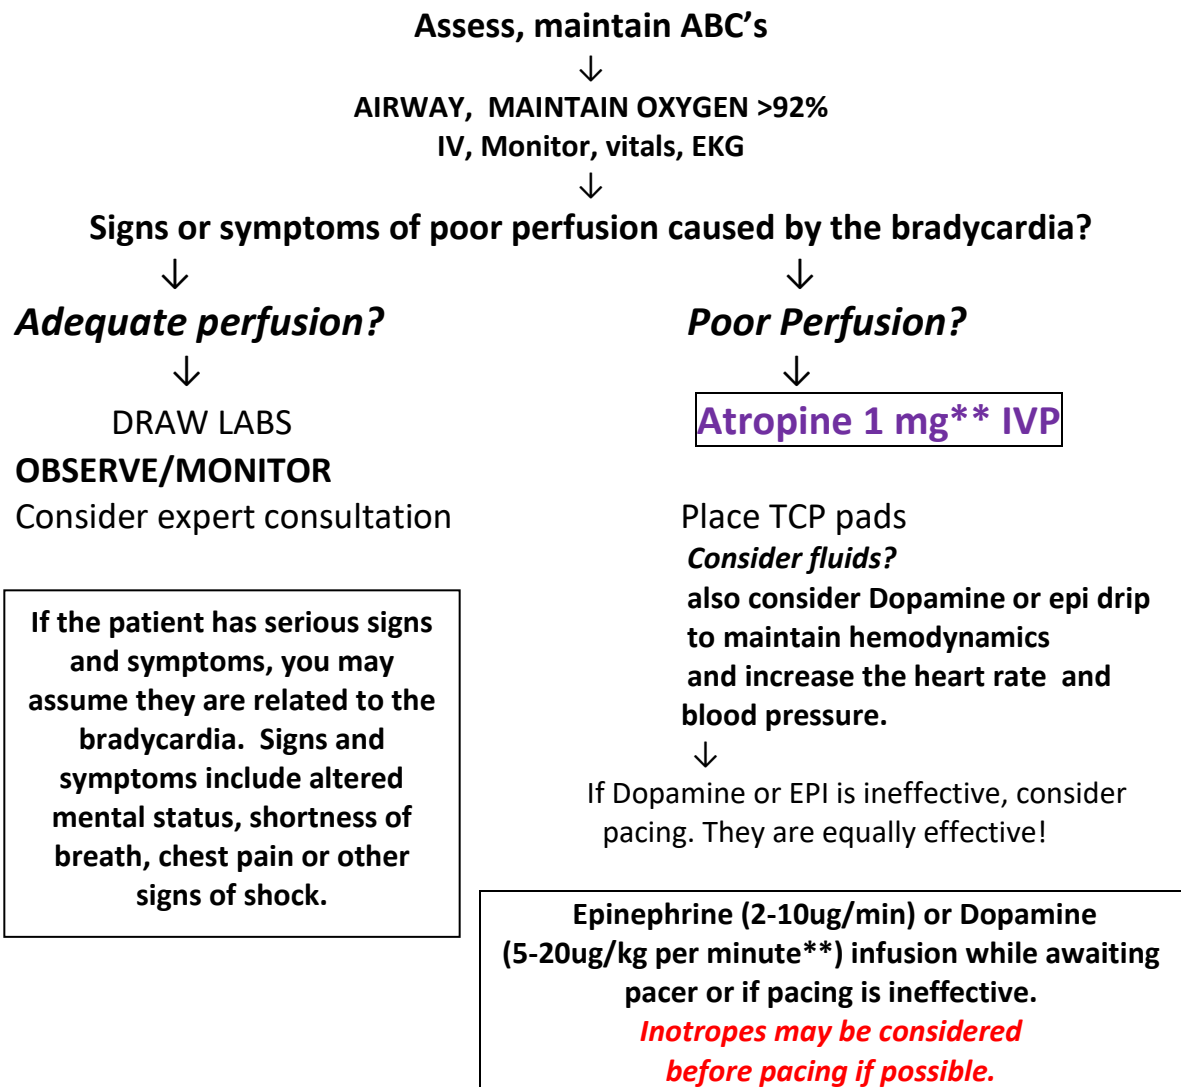 Assess, maintain ABC’s
↓
AIRWAY, MAINTAIN OXYGEN >92%
IV, Monitor, vitals, EKG
↓
Signs or symptoms of poor perfusion caused by the bradycardia?
↓ ↓
Adequate perfusion?
↓
DRAW LABS
OBSERVE/MONITOR
Consider expert consultation
If the patient has serious signs
and symptoms, you may
assume they are related to the
bradycardia. Signs and
symptoms include altered
mental status, shortness of
breath, chest pain or other
signs of shock.
Poor Perfusion?
↓
Atropine 1 mg** IVP
Place TCP pads
Consider fluids?
also consider Dopamine or epi drip
to maintain hemodynamics
and increase the heart rate and
blood pressure.
↓
If Dopamine or EPI is ineffective, consider
pacing. They are equally effective!
Epinephrine (2-10ug/min) or Dopamine
(5-20ug/kg per minute**) infusion while awaiting
pacer or if pacing is ineffective.
Inotropes may be considered
before pacing if possible.